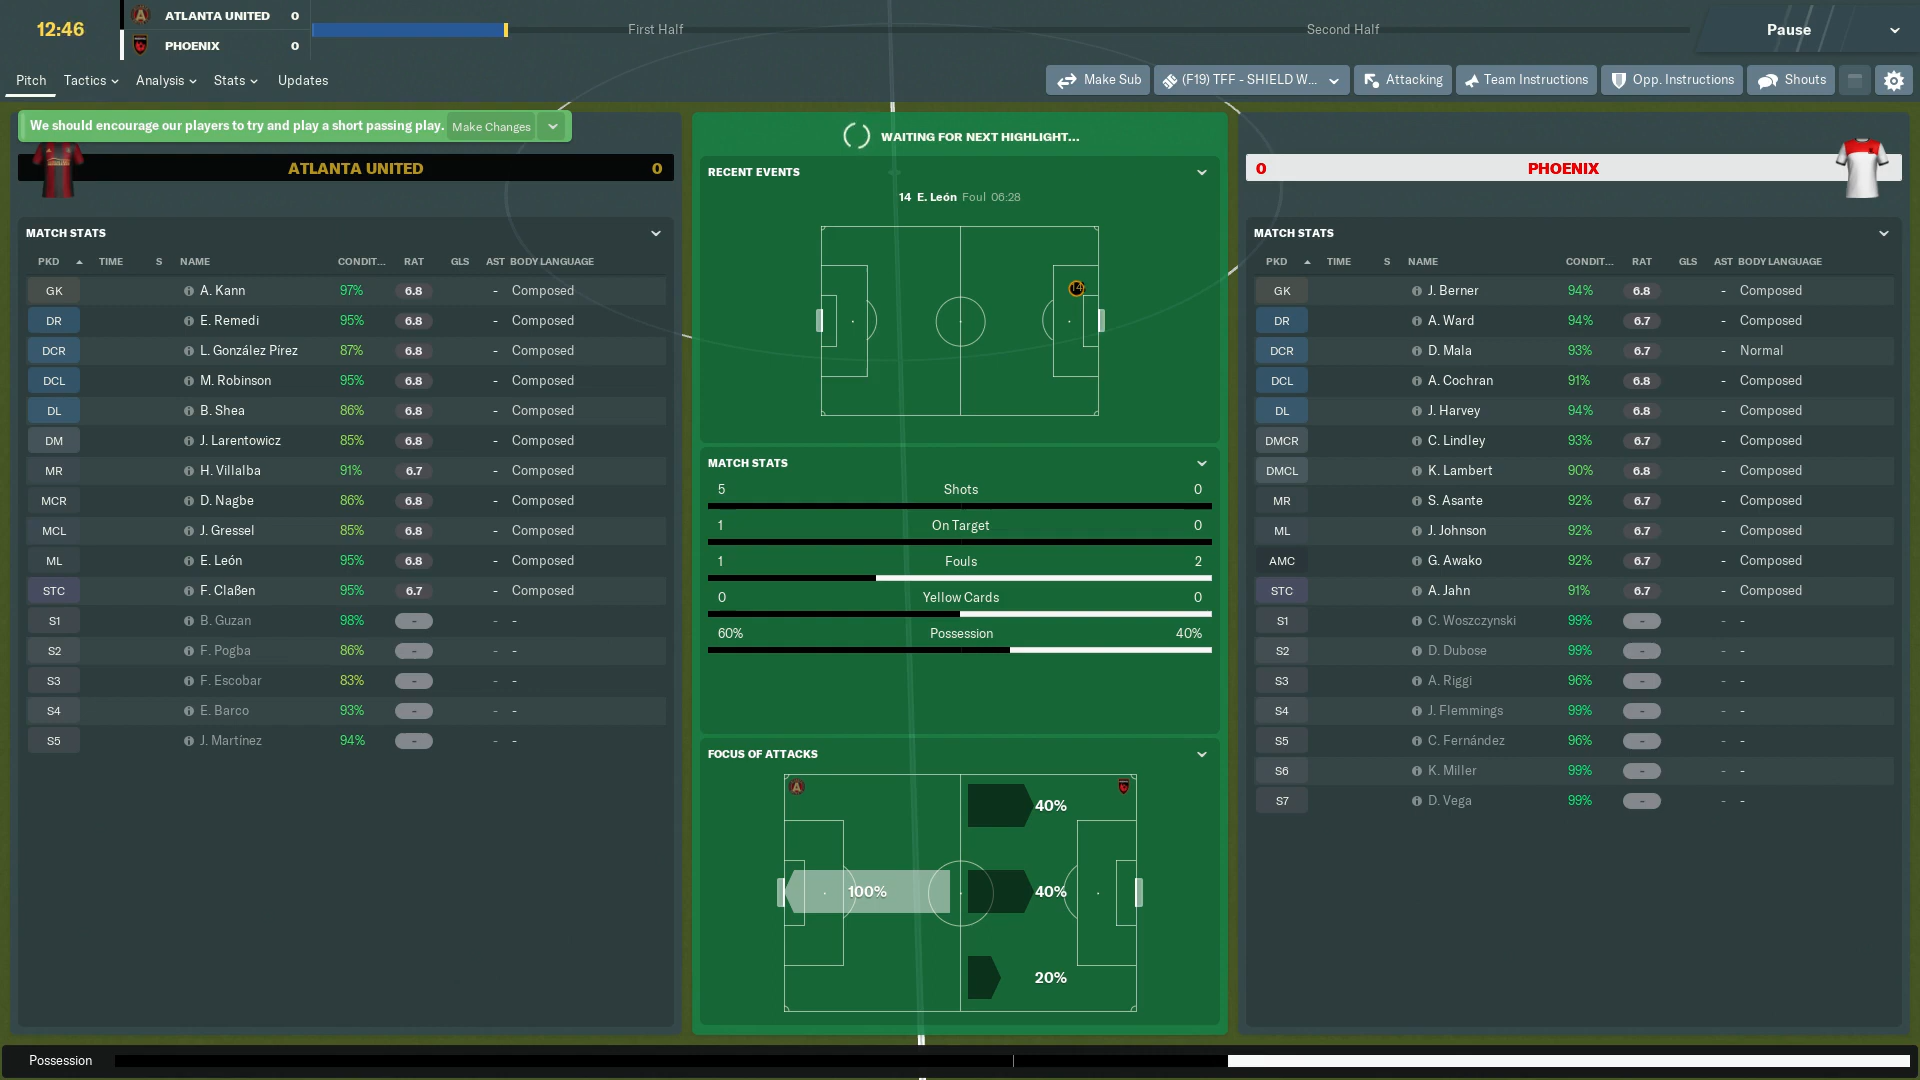 12:46
ATLANTA UNITED 0
PHOENIX 0
First Half
Second Half
Pause
Pitch Tactics Analysis Stats Updates
Make Sub
(F19) TFF - SHIELD W...
Attacking
Team Instructions
Opp. Instructions
Shouts
We should encourage our players to try and play a short passing play. Make Changes
ATLANTA UNITED 0
MATCH STATS
PKD TIME S NAME CONDIT... RAT GLS AST BODY LANGUAGE
GK A. Kann 97% 6.8 - Composed
DR E. Remedi 95% 6.8 - Composed
DCR L. González Pírez 87% 6.8 - Composed
DCL M. Robinson 95% 6.8 - Composed
DL B. Shea 86% 6.8 - Composed
DM J. Larentowicz 85% 6.8 - Composed
MR H. Villalba 91% 6.7 - Composed
MCR D. Nagbe 86% 6.8 - Composed
MCL J. Gressel 85% 6.8 - Composed
ML E. León 95% 6.8 - Composed
STC F. Claßen 95% 6.7 - Composed
S1 B. Guzan 98% - - -
S2 F. Pogba 86% - - -
S3 F. Escobar 83% - - -
S4 E. Barco 93% - - -
S5 J. Martínez 94% - - -
WAITING FOR NEXT HIGHLIGHT...
RECENT EVENTS
14 E. León Foul 06:28
14
MATCH STATS
5 Shots 0
1 On Target 0
1 Fouls 2
0 Yellow Cards 0
60% Possession 40%
FOCUS OF ATTACKS
A
40%
100% 40%
20%
0 PHOENIX
MATCH STATS
PKD TIME S NAME CONDIT... RAT GLS AST BODY LANGUAGE
GK J. Berner 94% 6.8 - Composed
DR A. Ward 94% 6.7 - Composed
DCR D. Mala 93% 6.7 - Normal
DCL A. Cochran 91% 6.8 - Composed
DL J. Harvey 94% 6.8 - Composed
DMCR C. Lindley 93% 6.7 - Composed
DMCL K. Lambert 90% 6.8 - Composed
MR S. Asante 92% 6.7 - Composed
ML J. Johnson 92% 6.7 - Composed
AMC G. Awako 92% 6.7 - Composed
STC A. Jahn 91% 6.7 - Composed
S1 C. Woszczynski 99% - - -
S2 D. Dubose 99% - - -
S3 A. Riggi 96% - - -
S4 J. Flemmings 99% - - -
S5 C. Fernández 96% - - -
S6 K. Miller 99% - - -
S7 D. Vega 99% - - -
Possession